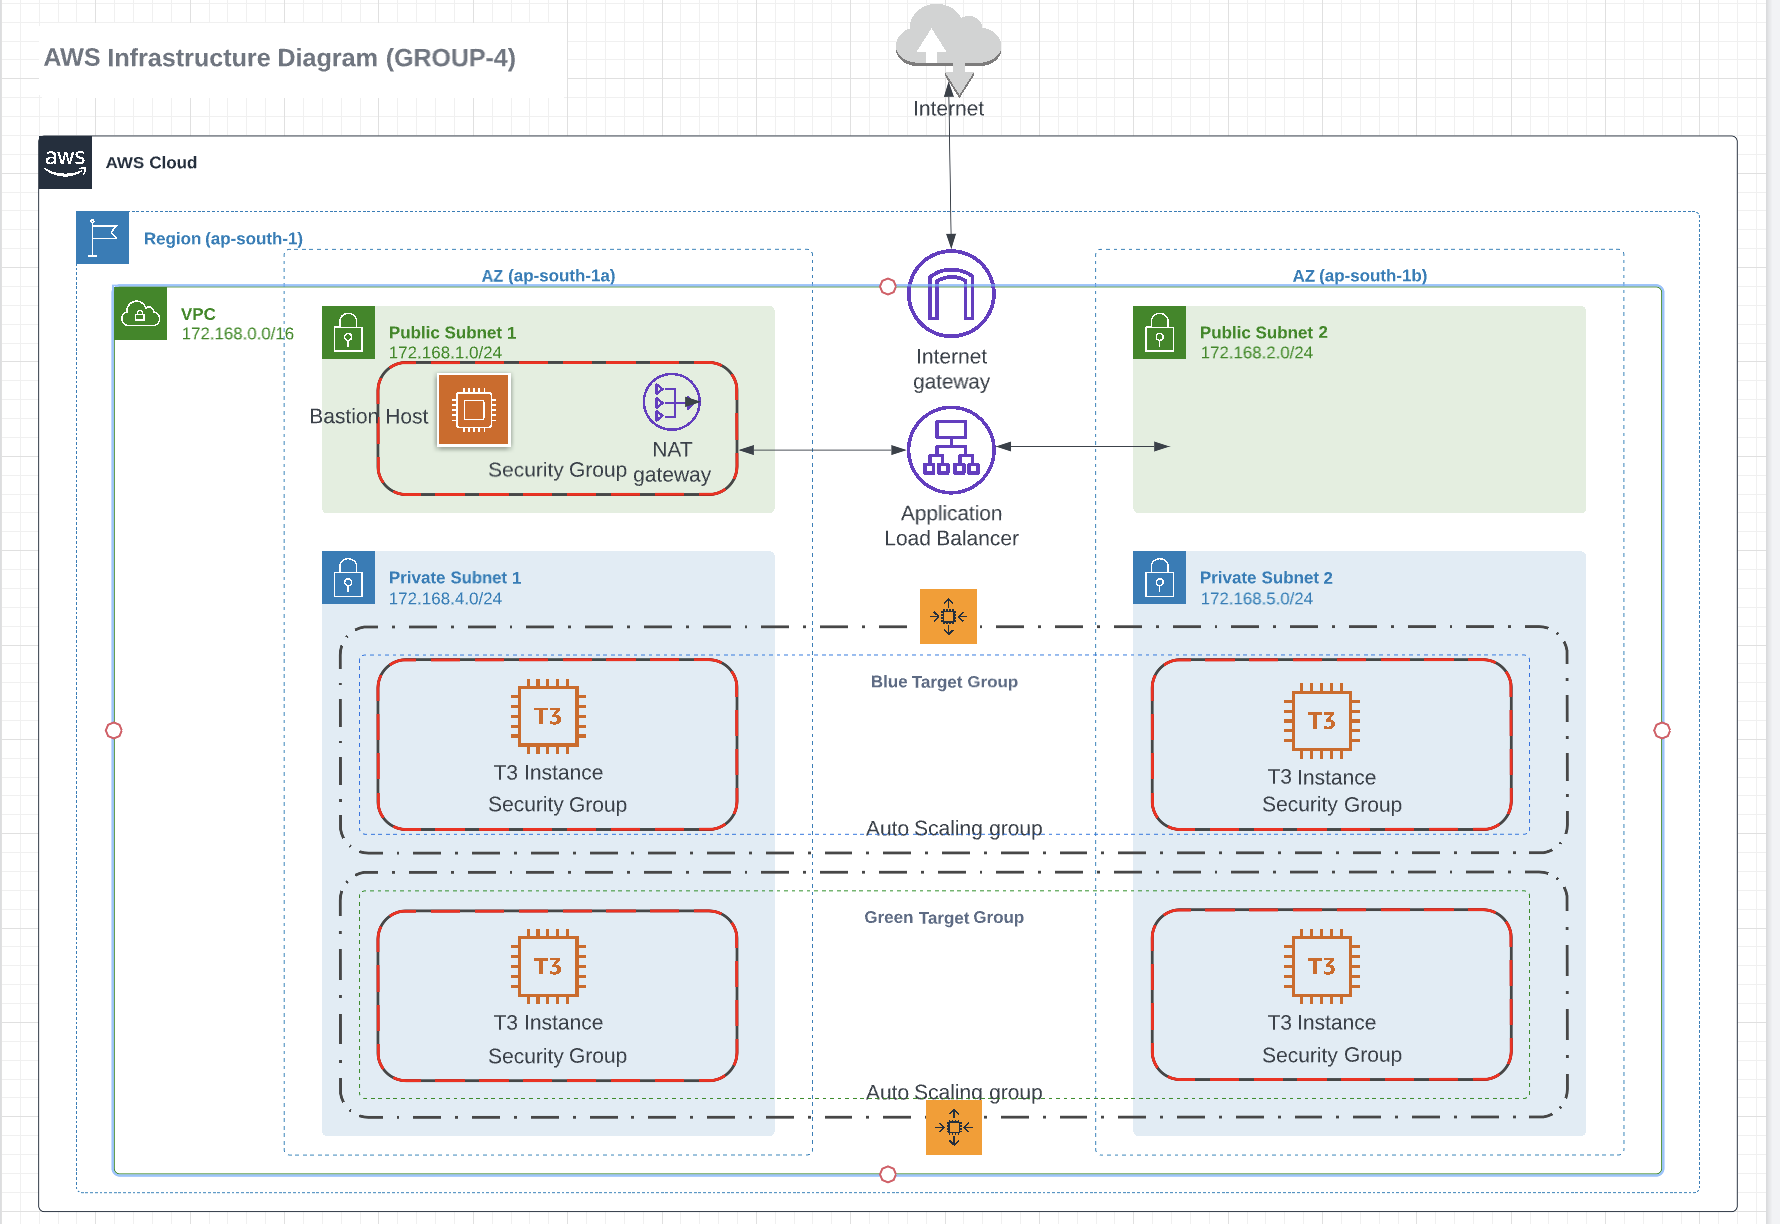 AWS Infrastructure Diagram (GROUP-4)
Internet
aws
AWS Cloud
Region (ap-south-1)
AZ (ap-south-1a)
AZ (ap-south-1b)
VPC
172.168.0.0/16
Public Subnet 1
172.168.1.0/24
Public Subnet 2
172.168.2.0/24
Internet
gateway
Bastion Host
NAT
gateway
Security Group
Application
Load Balancer
Private Subnet 1
172.168.4.0/24
Private Subnet 2
172.168.5.0/24
Blue Target Group
T3
T3 Instance
Security Group
T3
T3 Instance
Security Group
Auto Scaling group
Green Target Group
T3
T3 Instance
Security Group
T3
T3 Instance
Security Group
Auto Scaling group